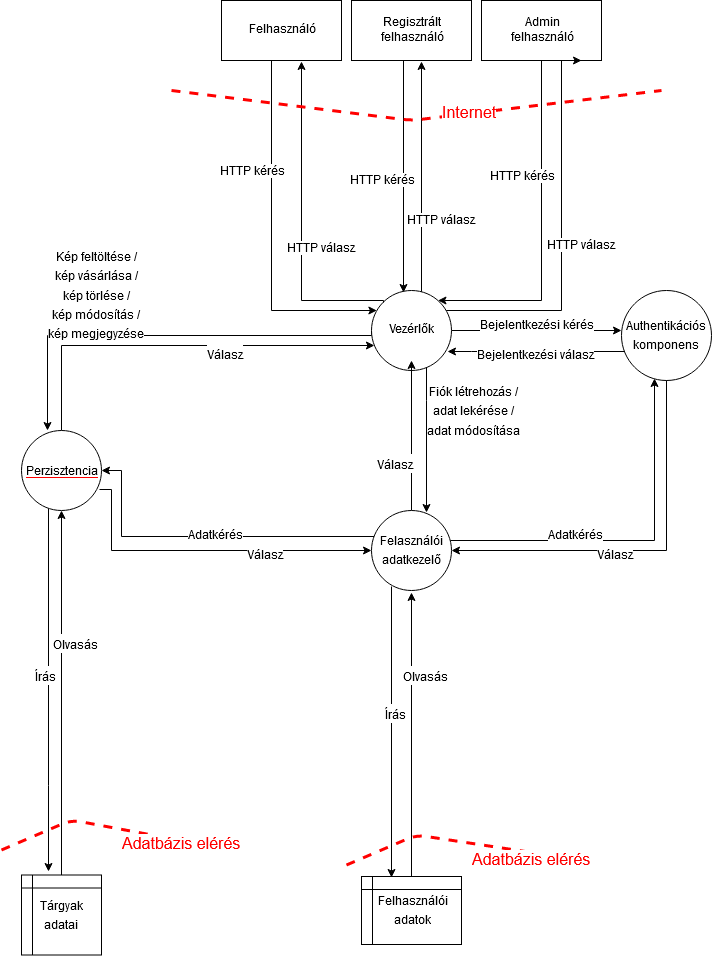 Felhasználó
Regisztrált
felhasználó
Admin
felhasználó
Internet
HTTP kérés
HTTP kérés
HTTP kérés
HTTP válasz
HTTP válasz
HTTP válasz
Kép feltöltése /
kép vásárlása /
kép törlése /
kép módosítás /
kép megjegyzése
Válasz
Vezérlők
Bejelentkezési kérés
Bejelentkezési válasz
Authentikációs
komponens
Fiók létrehozás /
adat lekérése /
adat módosítása
Válasz
Perzisztencia
Adatkérés
Válasz
Felasználói
adatkezelő
Adatkérés
Válasz
Olvasás
Írás
Olvasás
Írás
Adatbázis elérés
Adatbázis elérés
Tárgyak
adatai
Felhasználói
adatok